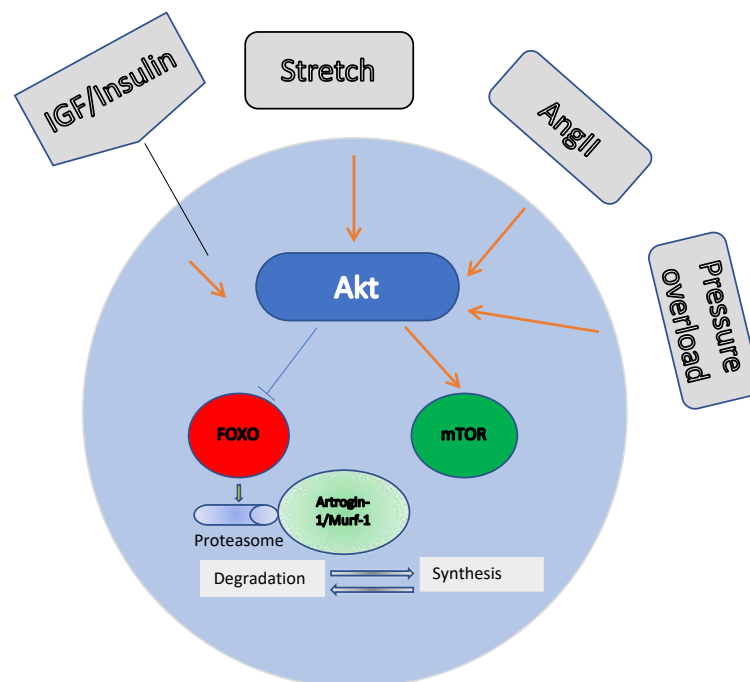 IGF/Insulin
Stretch
AngII
Pressure
overload
Akt
FOXO
mTOR
Artrogin-
1/Murf-1
Proteasome
Degradation
Synthesis